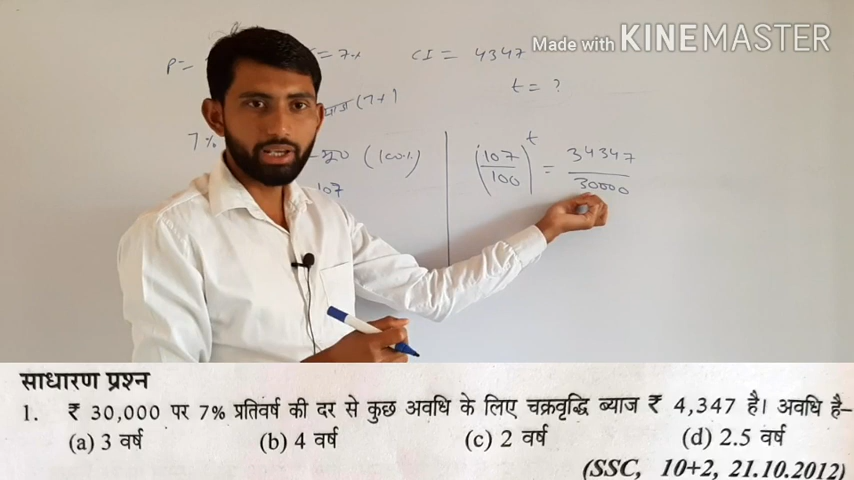 Made with KINEMASTER
P= = 7% CI = 4347
t = ?
(7%)
7%
मू0 (100%)
107
(107/100)^t = 34347/30000
साधारण प्रश्न
1. ₹ 30,000 पर 7% प्रतिवर्ष की दर से कुछ अवधि के लिए चक्रवृद्धि ब्याज ₹ 4,347 है। अवधि है–
(a) 3 वर्ष (b) 4 वर्ष (c) 2 वर्ष (d) 2.5 वर्ष
(SSC, 10+2, 21.10.2012)